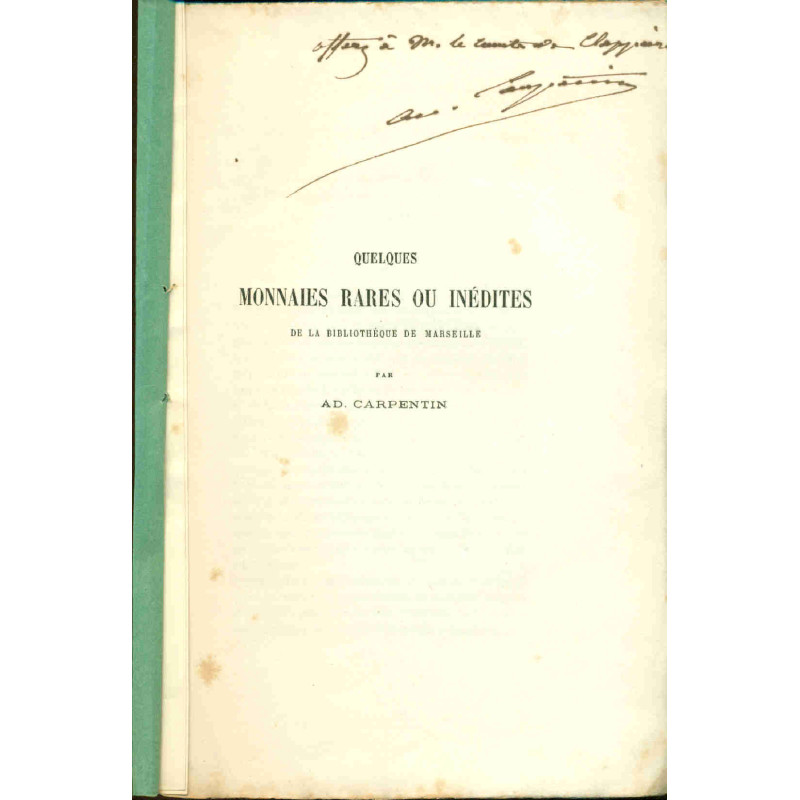 offert à M. le comte de Clappiers
Ad. Carpentin
QUELQUES
MONNAIES RARES OU INÉDITES
DE LA BIBLIOTHÈQUE DE MARSEILLE
PAR
AD. CARPENTIN